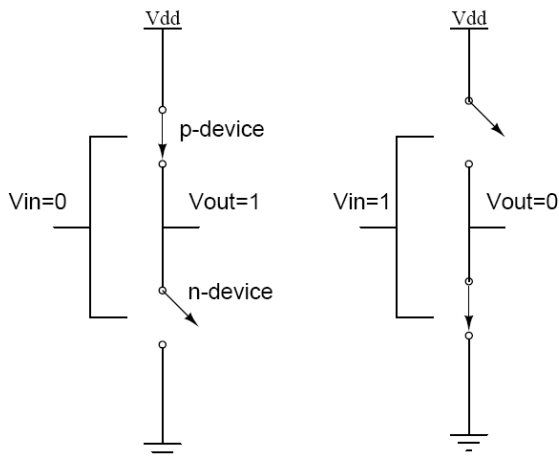 Vdd
p-device
Vin=0
Vout=1
n-device
Vdd
Vin=1
Vout=0